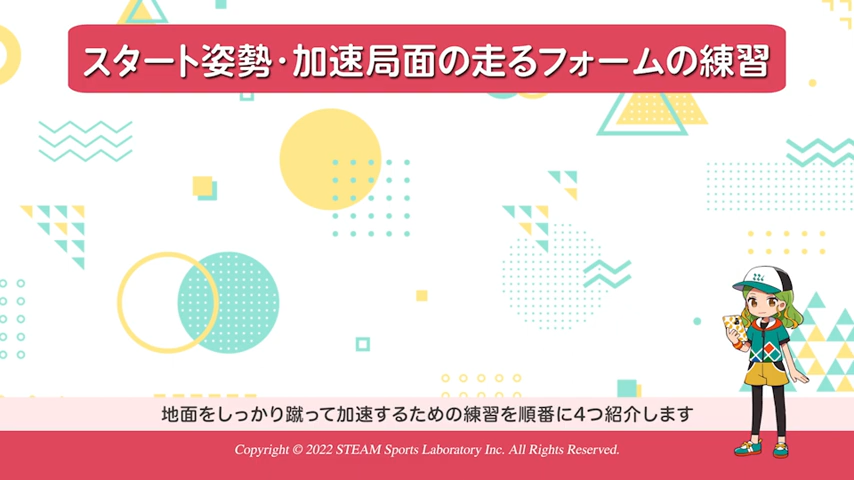 スタート姿勢・加速局面の走るフォームの練習
地面をしっかり蹴って加速するための練習を順番に4つ紹介します
Copyright © 2022 STEAM Sports Laboratory Inc. All Rights Reserved.